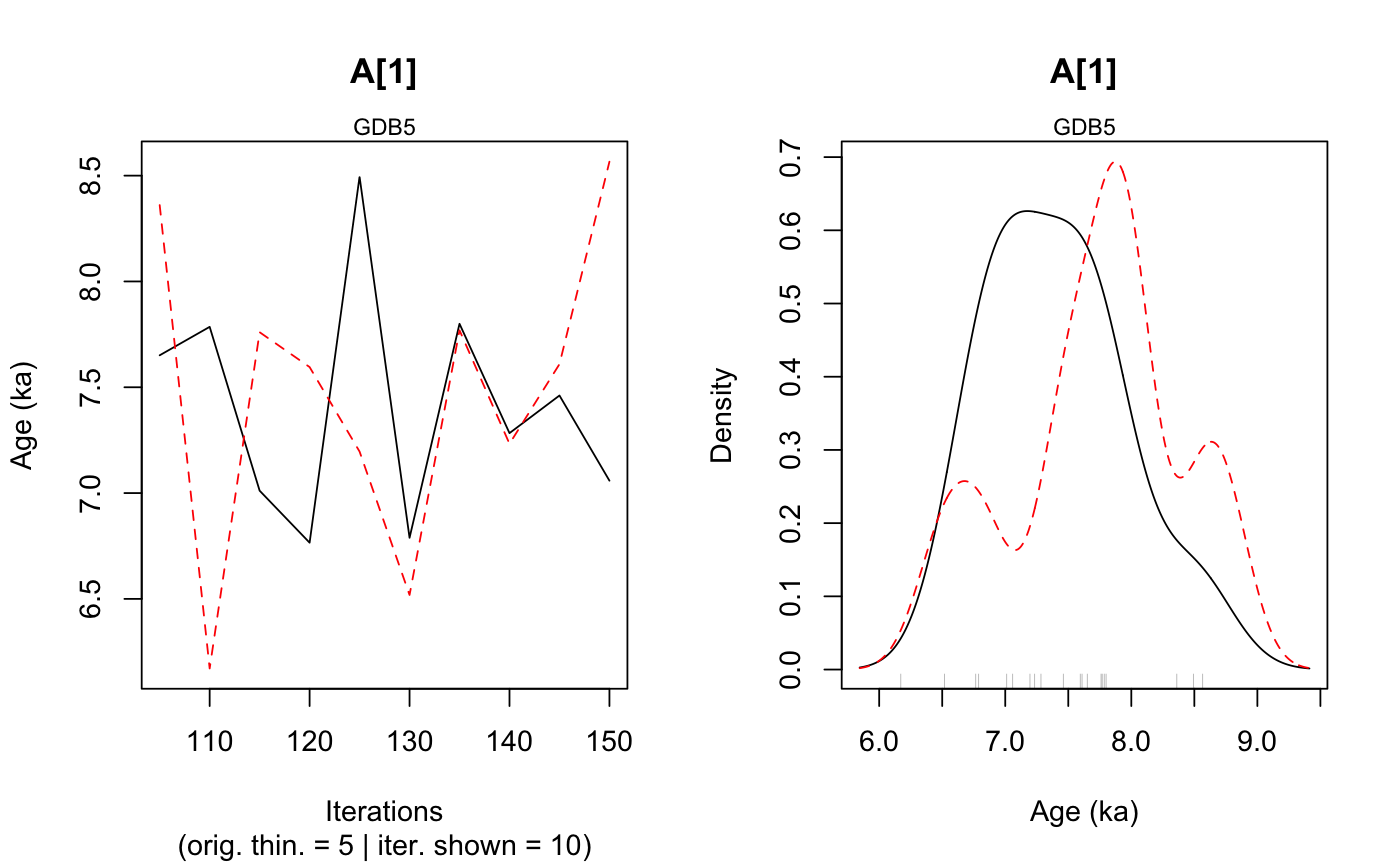 A[1]
GDB5
Age (ka)
8.5
8.0
7.5
7.0
6.5
110 120 130 140 150
Iterations
(orig. thin. = 5 | iter. shown = 10)
A[1]
GDB5
Density
0.7
0.6
0.5
0.4
0.3
0.2
0.1
0.0
6.0 7.0 8.0 9.0
Age (ka)